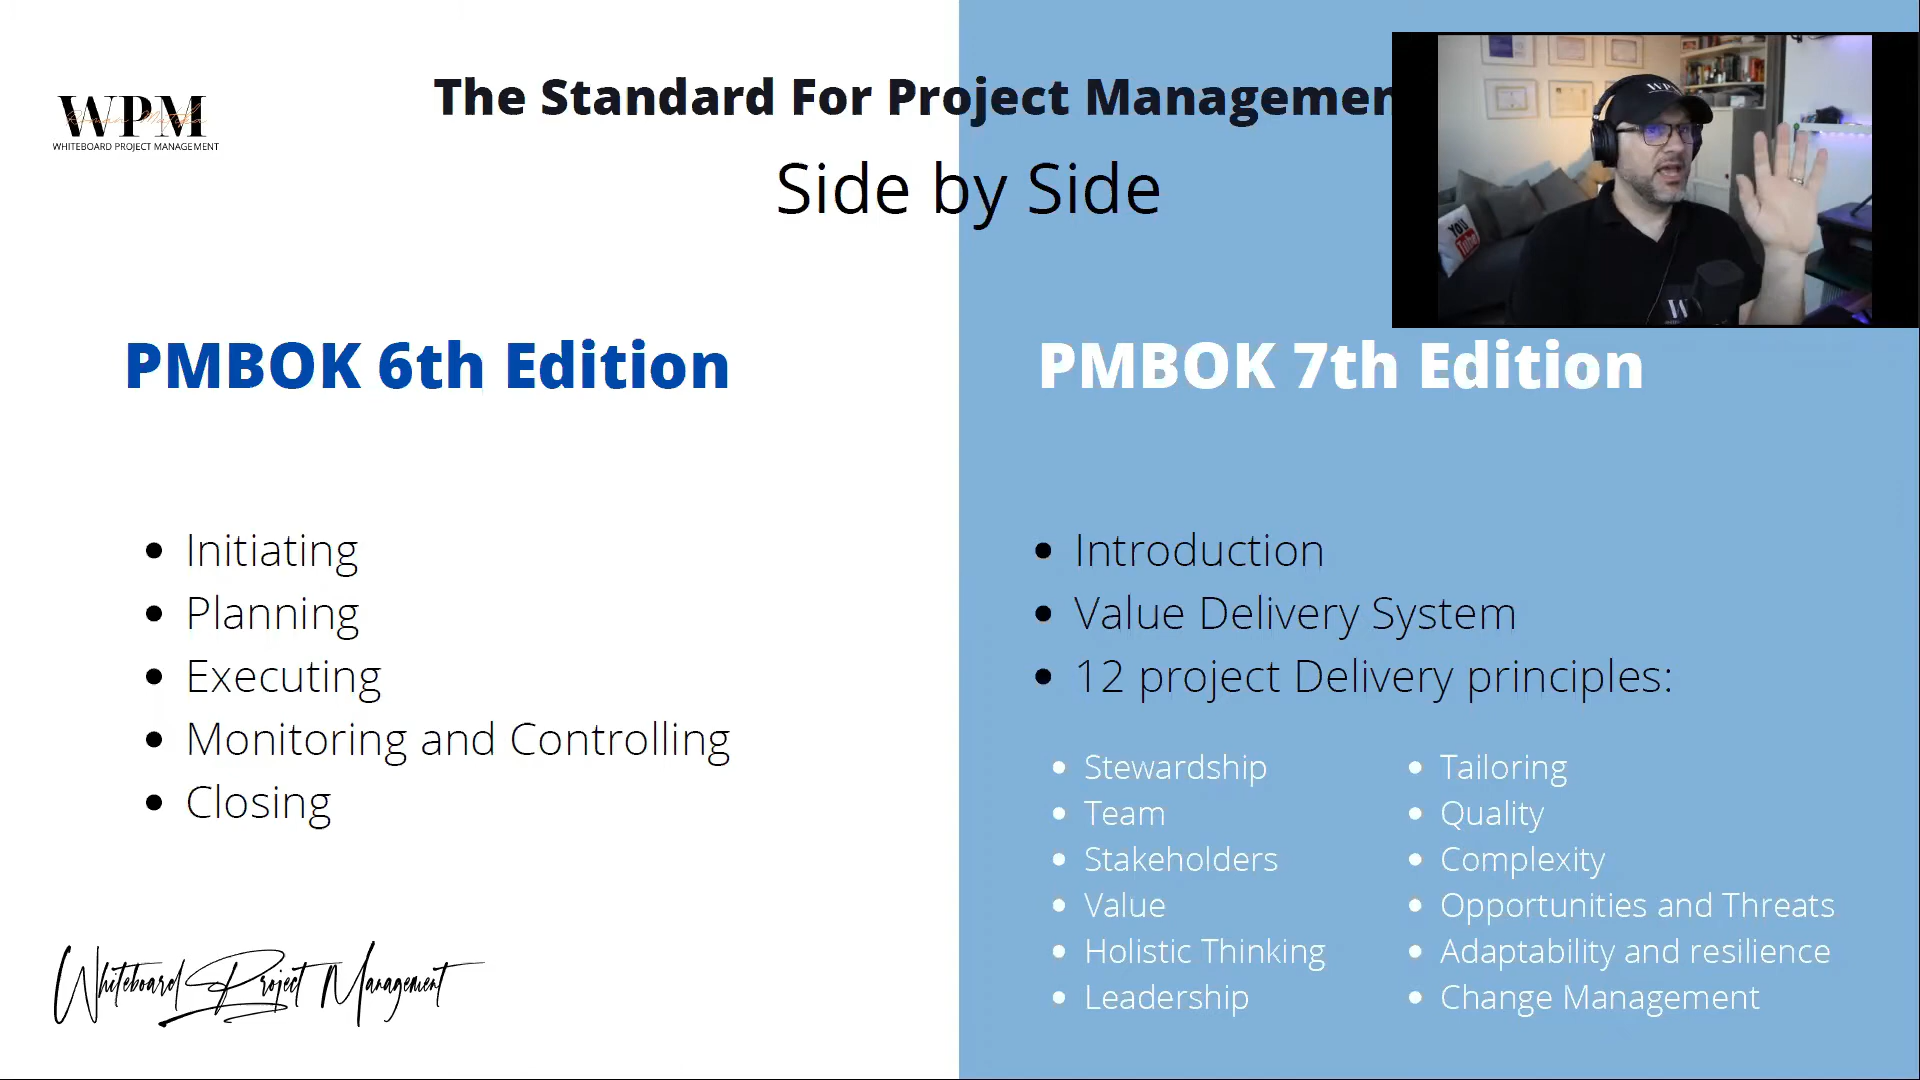 The Standard For Project Managemen
Side by Side
WPM
WHITEBOARD PROJECT MANAGEMENT
YOU
Tube
W
PMBOK 6th Edition
Initiating
Planning
Executing
Monitoring and Controlling
Closing
Whiteboard Project Management
PMBOK 7th Edition
Introduction
Value Delivery System
12 project Delivery principles:
Stewardship
Team
Stakeholders
Value
Holistic Thinking
Leadership
Tailoring
Quality
Complexity
Opportunities and Threats
Adaptability and resilience
Change Management